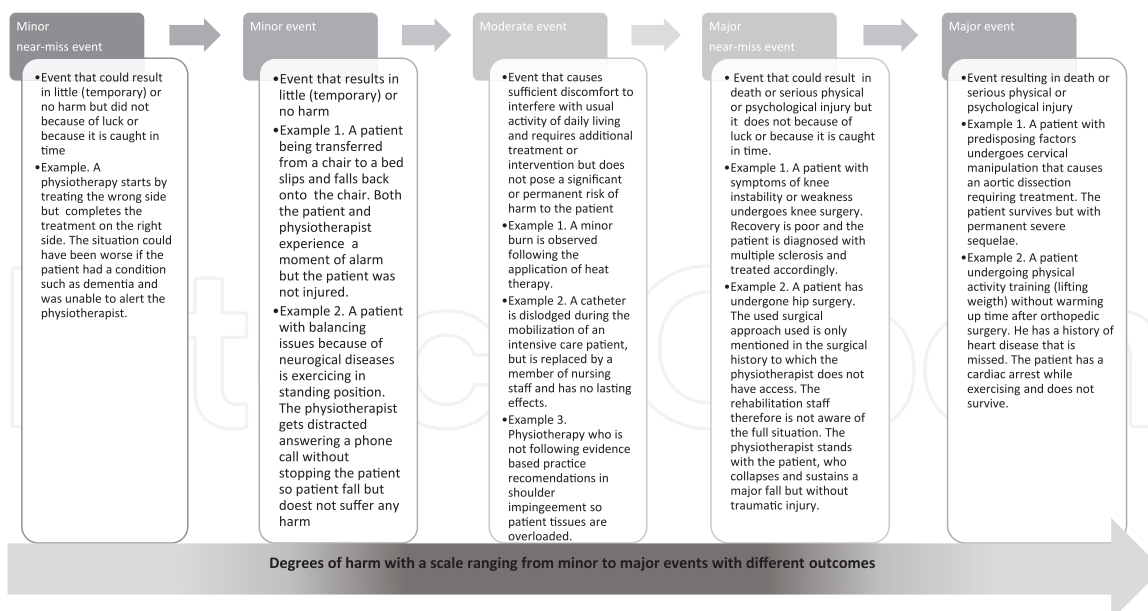 Minor
near-miss event
•Event that could result
in little (temporary) or
no harm but did not
because of luck or
because it is caught in
time
•Example. A
physiotherapy starts by
treating the wrong side
but completes the
treatment on the right
side. The situation could
have been worse if the
patient had a condition
such as dementia and
was unable to alert the
physiotherapist.
Minor event
•Event that results in
little (temporary) or
no harm
•Example 1. A patient
being transferred
from a chair to a bed
slips and falls back
onto the chair. Both
the patient and
physiotherapist
experience a
moment of alarm
but the patient was
not injured.
•Example 2. A patient
with balancing
issues because of
neurogical diseases
is exercicing in
standing position.
The physiotherapist
gets distracted
answering a phone
call without
stopping the patient
so patient fall but
doest not suffer any
harm
Moderate event
•Event that causes
sufficient discomfort to
interfere with usual
activity of daily living
and requires additional
treatment or
intervention but does
not pose a significant
or permanent risk of
harm to the patient
•Example 1. A minor
burn is observed
following the
application of heat
therapy.
•Example 2. A catheter
is dislodged during the
mobilization of an
intensive care patient,
but is replaced by a
member of nursing
staff and has no lasting
effects.
•Example 3.
Physiotherapy who is
not following evidence
based practice
recomendations in
shoulder
impingeement so
patient tissues are
overloaded.
Major
near-miss event
• Event that could result in
death or serious physical
or psychological injury but
it does not because of
luck or because it is caught
in time.
•Example 1. A patient with
symptoms of knee
instability or weakness
undergoes knee surgery.
Recovery is poor and the
patient is diagnosed with
multiple sclerosis and
treated accordingly.
•Example 2. A patient has
undergone hip surgery.
The used surgical
approach used is only
mentioned in the surgical
history to which the
physiotherapist does not
have access. The
rehabilitation staff
therefore is not aware of
the full situation. The
physiotherapist stands
with the patient, who
collapses and sustains a
major fall but without
traumatic injury.
Major event
•Event resulting in death or
serious physical or
psychological injury
•Example 1. A patient with
predisposing factors
undergoes cervical
manipulation that causes
an aortic dissection
requiring treatment. The
patient survives but with
permanent severe
sequelae.
•Example 2. A patient
undergoing physical
activity training (lifting
weigth) without warming
up time after orthopedic
surgery. He has a history of
heart disease that is
missed. The patient has a
cardiac arrest while
exercising and does not
survive.
Degrees of harm with a scale ranging from minor to major events with different outcomes